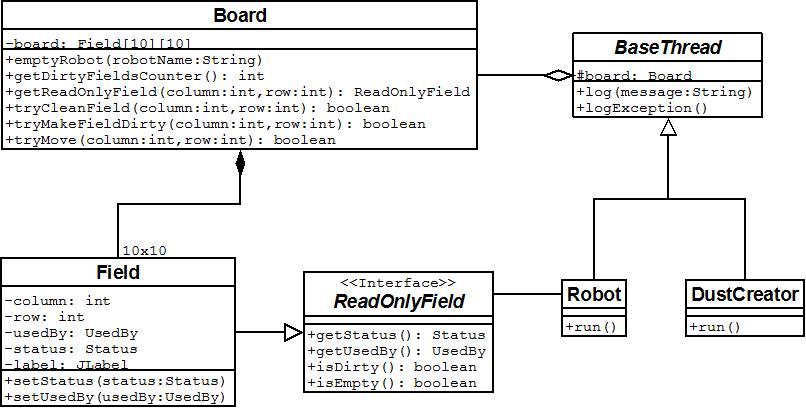 Board
-board: Field[10][10]
+emptyRobot(robotName:String)
+getDirtyFieldsCounter(): int
+getReadOnlyField(column:int,row:int): ReadOnlyField
+tryCleanField(column:int,row:int): boolean
+tryMakeFieldDirty(column:int,row:int): boolean
+tryMove(column:int,row:int): boolean
BaseThread
#board: Board
+log(message:String)
+logException()
10x10
Field
-column: int
-row: int
-usedBy: UsedBy
-status: Status
-label: JLabel
+setStatus(status:Status)
+setUsedBy(usedBy:UsedBy)
<<Interface>>
ReadOnlyField
+getStatus(): Status
+getUsedBy(): UsedBy
+isDirty(): boolean
+isEmpty(): boolean
Robot
+run()
DustCreator
+run()